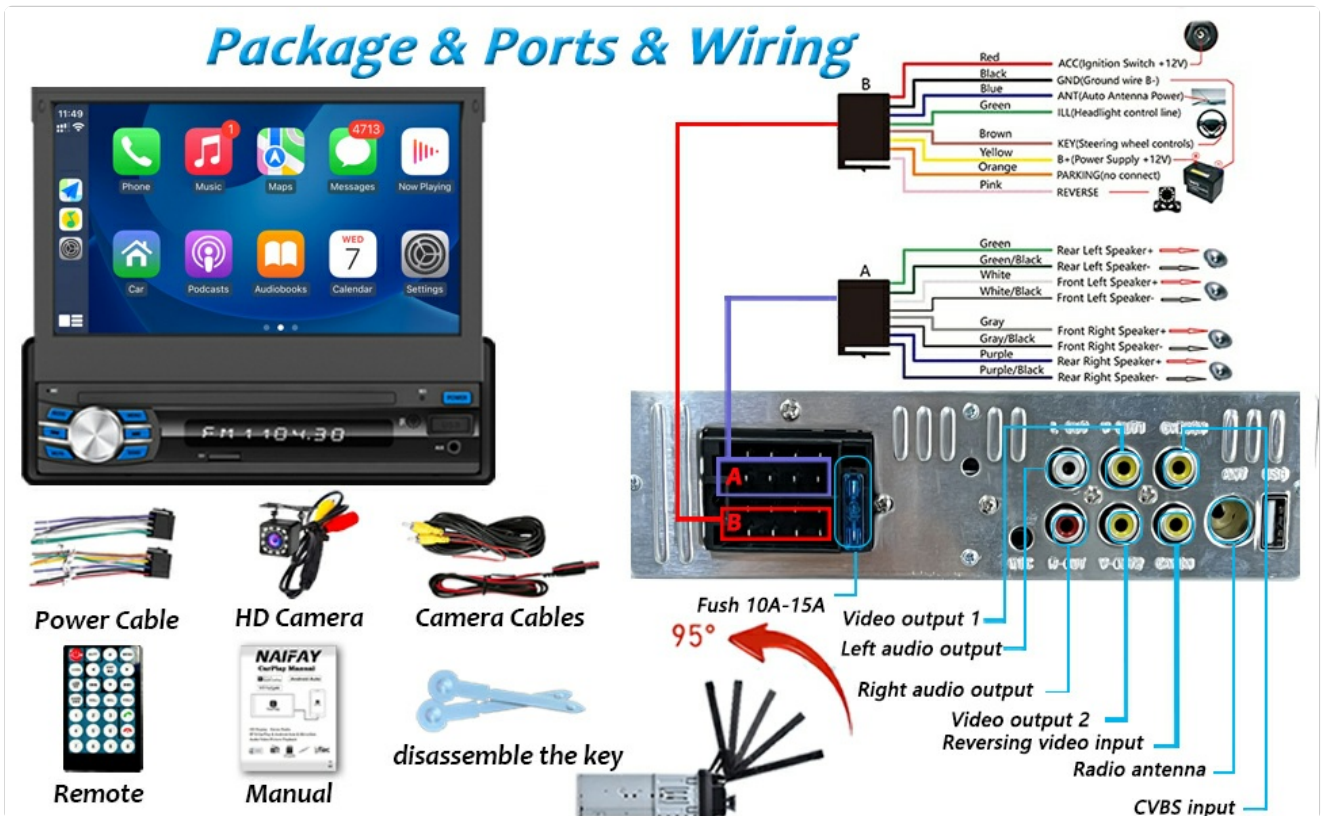 Package & Ports & Wiring
11:49
1
4713
Phone
Music
Maps
Messages
Now Playing
WED
7
Car
Podcasts
Audiobooks
Calendar
Settings
POWER
FM1 104.30
B
Red
ACC(Ignition Switch +12V)
Black
GND(Ground wire B-)
Blue
ANT(Auto Antenna Power)
Green
ILL(Headlight control line)
Brown
KEY(Steering wheel controls)
Yellow
B+(Power Supply +12V)
Orange
PARKING(no connect)
Pink
REVERSE
A
Green
Rear Left Speaker+
Green/Black
Rear Left Speaker-
White
Front Left Speaker+
White/Black
Front Left Speaker-
Gray
Front Right Speaker+
Gray/Black
Front Right Speaker-
Purple
Rear Right Speaker+
Purple/Black
Rear Right Speaker-
A
B
Fush 10A-15A
Video output 1
Left audio output
Right audio output
Video output 2
Reversing video input
Radio antenna
CVBS input
Power Cable
HD Camera
Camera Cables
95°
NAIFAY
CarPlay Manual
Remote
Manual
disassemble the key